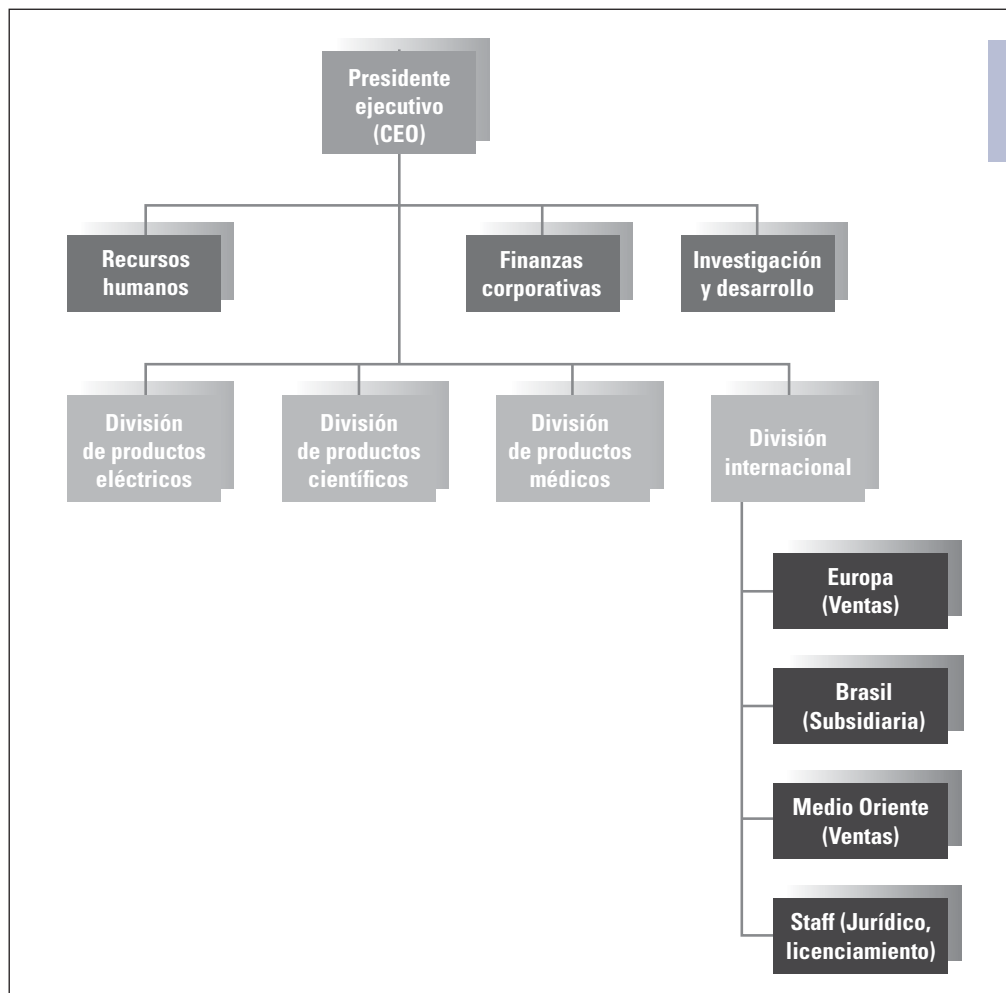 Presidente
ejecutivo
(CEO)
Recursos
humanos
Finanzas
corporativas
Investigación
y desarrollo
División
de productos
eléctricos
División
de productos
científicos
División
de productos
médicos
División
internacional
Europa
(Ventas)
Brasil
(Subsidiaria)
Medio Oriente
(Ventas)
Staff (Jurídico,
licenciamiento)